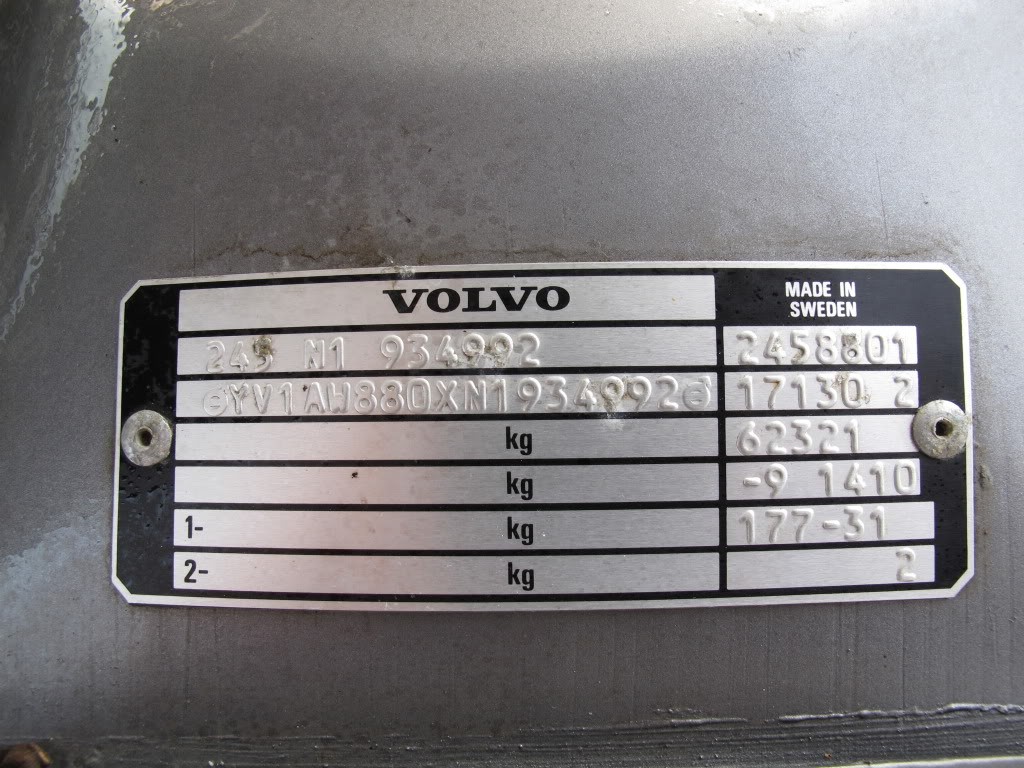 VOLVO
MADE IN
SWEDEN
245 N1 934992
2458801
YV1AW880XN1934992
17130 2
kg
62321
kg
-9 1410
1- kg
177-31
2- kg
2